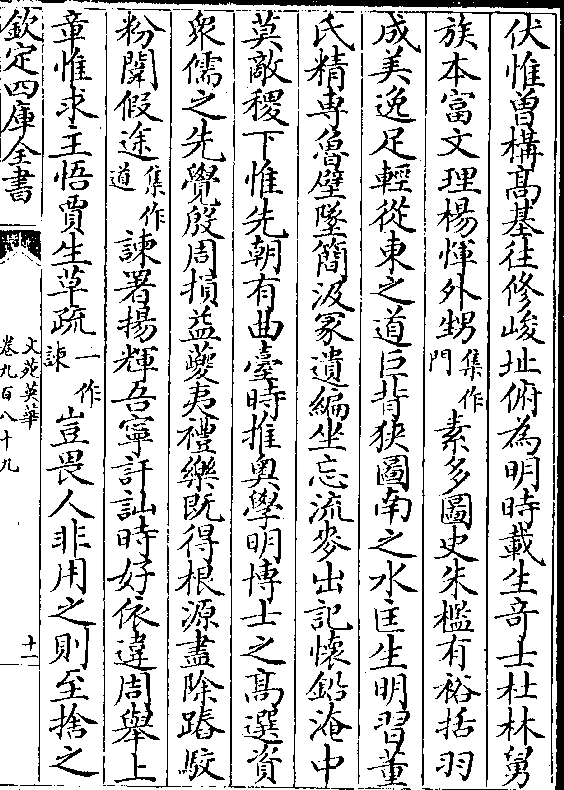 伏惟曽構髙基往修峻址俯為明時載生竒士杜林舅
族本富文理楊惲外甥集作門素多圖史朱檻有裕括羽
成美逸足輕從東之道巨背狹圖南之水匡生明習董
氏精専魯壁墜簡汲冢遺編坐忘流麥出記懐鉛淹中
莫敵稷下惟先朝有曲臺時推奥學明博士之髙選資
衆儒之先覺殷周損益夔夷禮樂既得根源盡除踳駮
粉闈假途集作道諫署揚輝吾寧訐訕時好依違周舉上
章惟求主悟賈生草疏一作諫豈畏人非用之則至捨之
欽定四庫全書
文苑英華
卷九百八十九
十二